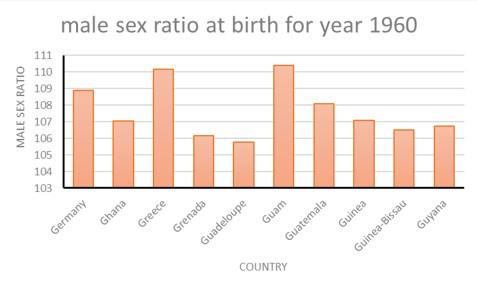 male sex ratio at birth for year 1960
MALE SEX RATIO
111
110
109
108
107
106
105
104
103
Germany
Ghana
Greece
Grenada
Guadeloupe
Guam
Guatemala
Guinea
Guinea-Bissau
Guyana
COUNTRY